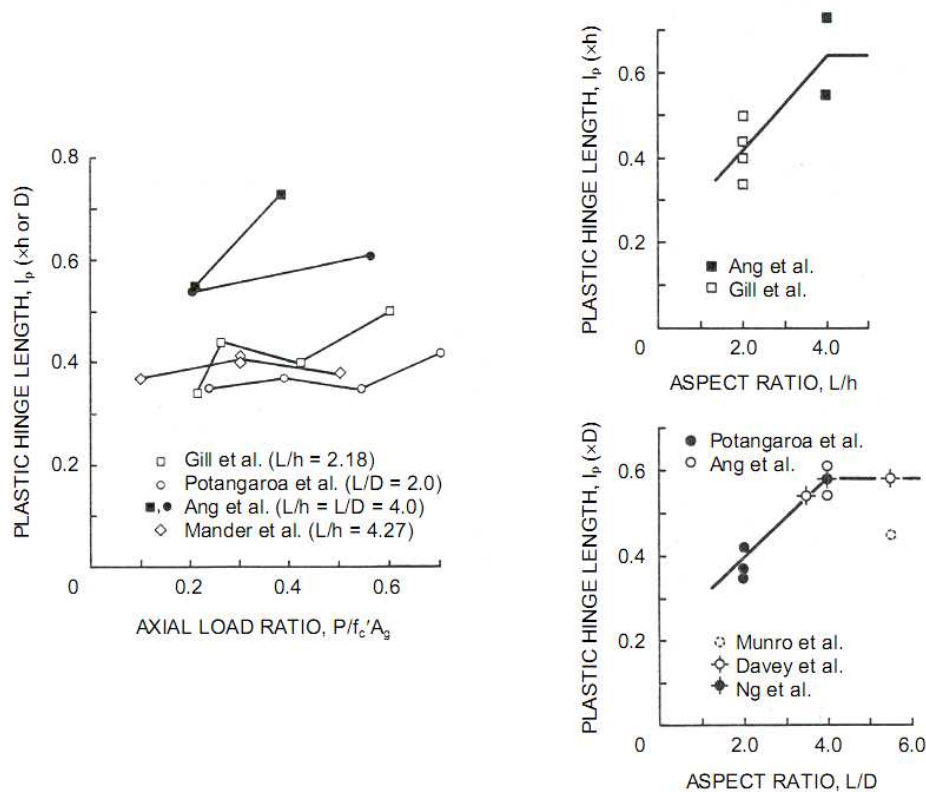 PLASTIC HINGE LENGTH, lₚ (×h or D)
0.8
0.6
0.4
0.2
0
0.2
0.4
0.6
AXIAL LOAD RATIO, P/f꜀′A₉
Gill et al. (L/h = 2.18)
Potangaroa et al. (L/D = 2.0)
Ang et al. (L/h = L/D = 4.0)
Mander et al. (L/h = 4.27)
PLASTIC HINGE LENGTH, lₚ (×h)
0.6
0.4
0.2
Ang et al.
Gill et al.
0
2.0
4.0
ASPECT RATIO, L/h
PLASTIC HINGE LENGTH, lₚ (×D)
Potangaroa et al.
Ang et al.
0.6
0.4
0.2
Munro et al.
Davey et al.
Ng et al.
0
2.0
4.0
6.0
ASPECT RATIO, L/D